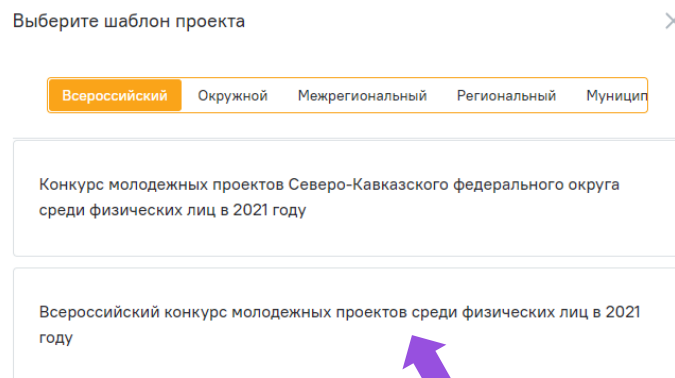 Выберите шаблон проекта
Всероссийский Окружной Межрегиональный Региональный Муницип
Конкурс молодежных проектов Северо-Кавказского федерального округа
среди физических лиц в 2021 году
Всероссийский конкурс молодежных проектов среди физических лиц в 2021
году